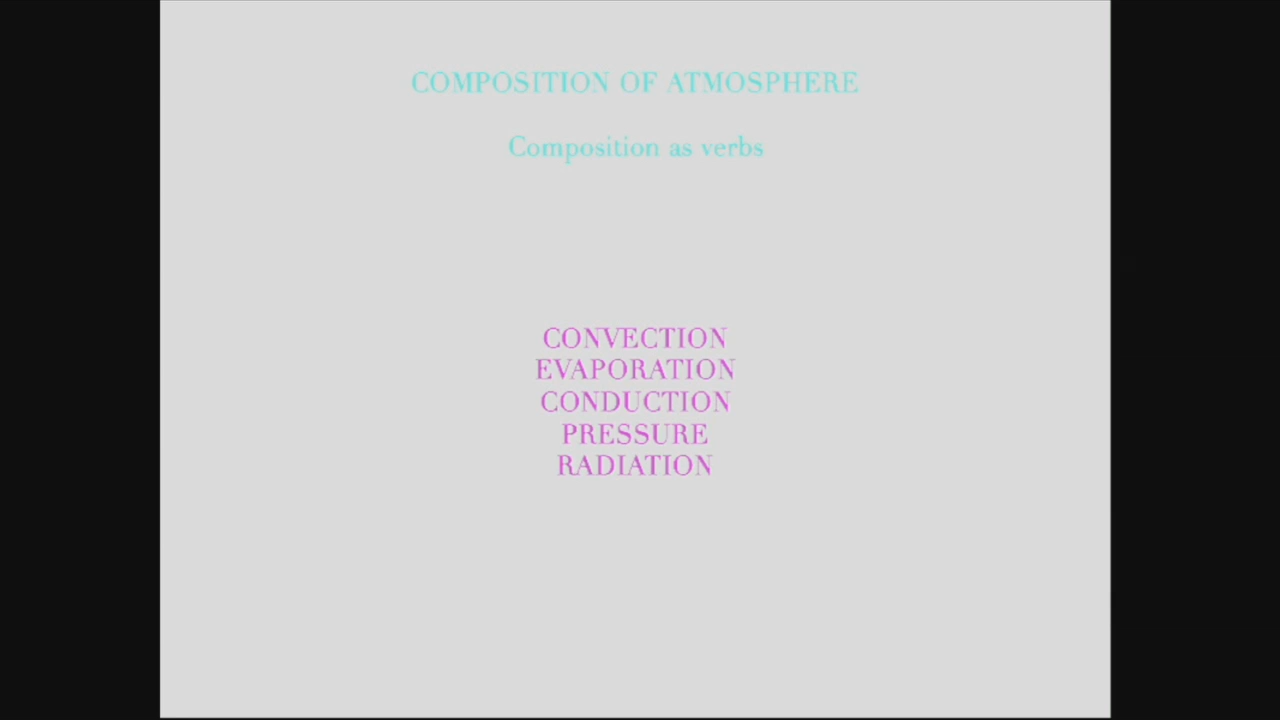 COMPOSITION OF ATMOSPHERE
Composition as verbs
CONVECTION
EVAPORATION
CONDUCTION
PRESSURE
RADIATION